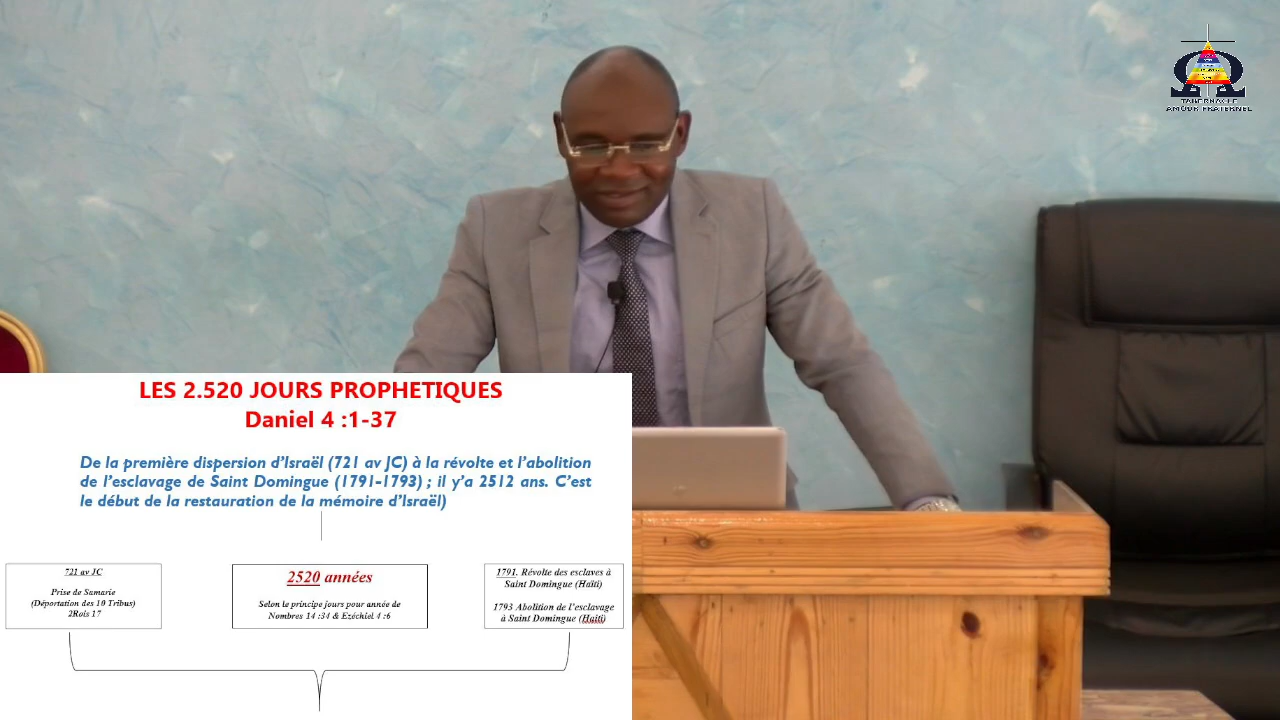 TABERNACLE
AMOUR FRATERNEL
LES 2.520 JOURS PROPHETIQUES
Daniel 4 :1-37
De la première dispersion d'Israël (721 av JC) à la révolte et l'abolition
de l'esclavage de Saint Domingue (1791-1793) ; il y'a 2512 ans. C'est
le début de la restauration de la mémoire d'Israël)
721 av JC
Prise de Samarie
(Déportation des 10 Tribus)
2Rois 17
2520 années
Selon le principe jours pour année de
Nombres 14 :34 & Ezéchiel 4 :6
1791. Révolte des esclaves à
Saint Domingue (Haïti)
1793 Abolition de l'esclavage
à Saint Domingue (Haiti)